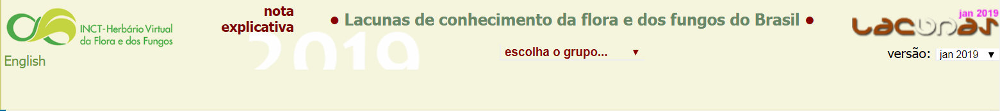 INCT-Herbário Virtual
da Flora e dos Fungos
English
nota
explicativa
2019
• Lacunas de conhecimento da flora e dos fungos do Brasil •
escolha o grupo... ▼
jan 2019
Lacunas
versão: jan 2019 ▼